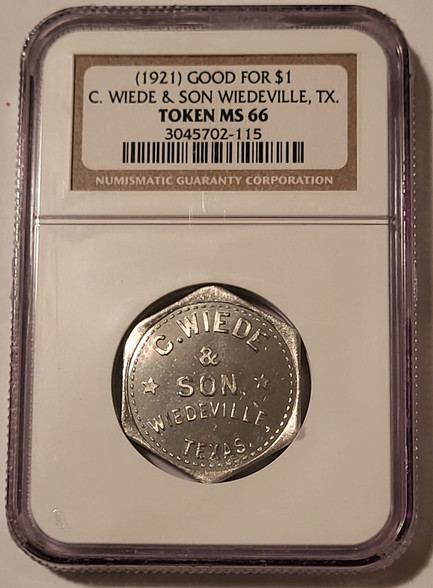 (1921) GOOD FOR $1
C. WIEDE & SON WIEDEVILLE, TX.
TOKEN MS 66
3045702-115
NUMISMATIC GUARANTY CORPORATION
C. WIEDE
&
SON,
WIEDEVILLE,
TEXAS.